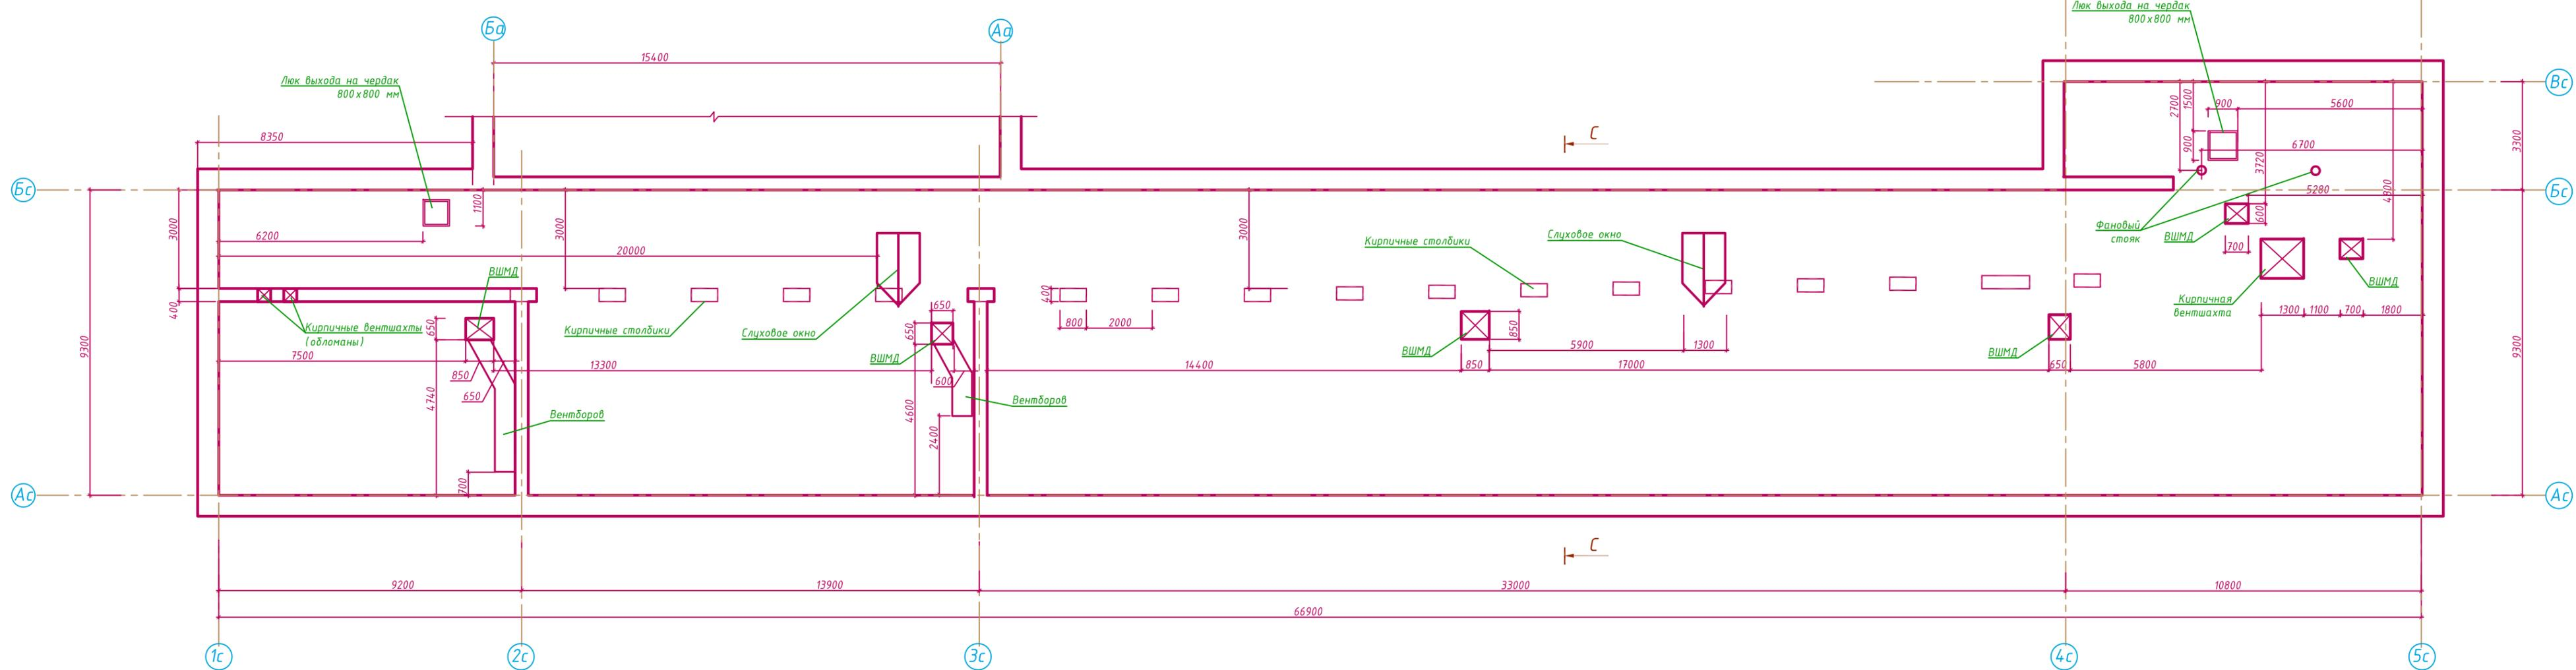 Люк выхода на чердак
800х800 мм
Ба
Аа
15400
Люк выхода на чердак
800х800 мм
8350
С
Вс
2700
1500
900
5600
3300
900
6700
3720
Бс
Бс
5280
4800
1100
3000
3000
3000
6200
20000
Кирпичные столбики
Слуховое окно
Фановый
стояк
ВШМД
600
700
ВШМД
ВШМД
400
400
650
Кирпичные вентшахты
(обломаны)
Кирпичные столбики
Слуховое окно
800
2000
650
650
850
Кирпичная
вентшахта
1300
1100
700
1800
9300
9300
7500
13300
ВШМД
ВШМД
5900
1300
ВШМД
850
600
14400
850
17000
650
5800
650
4740
4600
Вентборов
Вентборов
2400
700
Ас
Ас
С
9200
13900
33000
10800
66900
1с
2с
3с
4с
5с